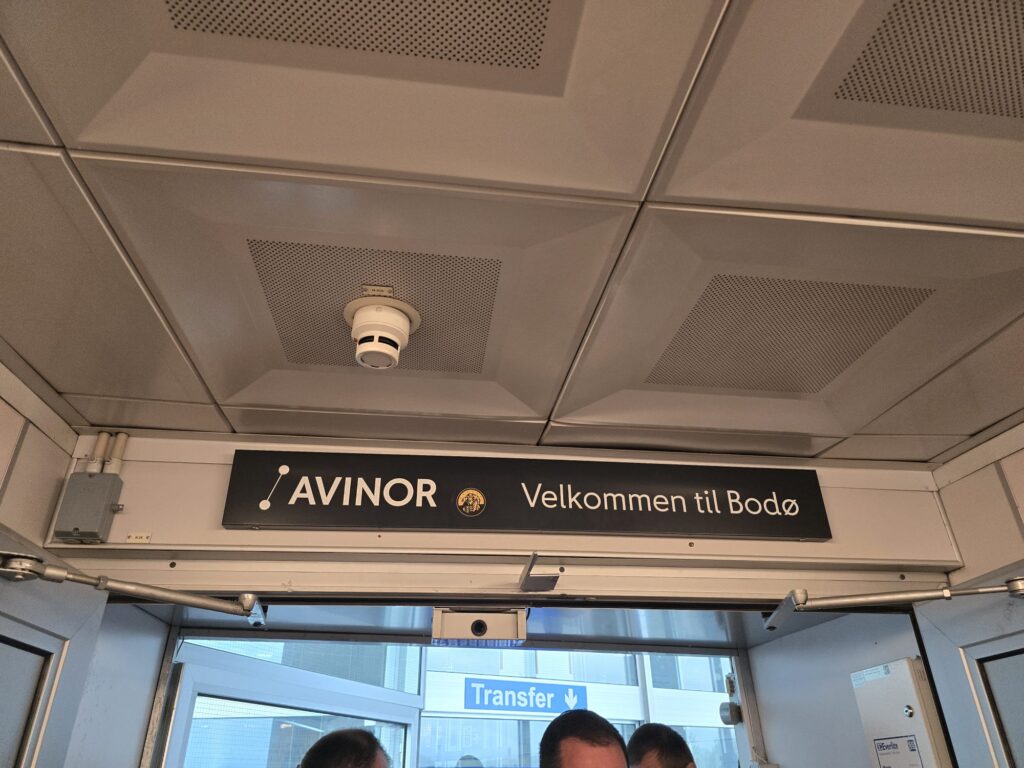 AVINOR
Velkommen til Bodø
Transfer